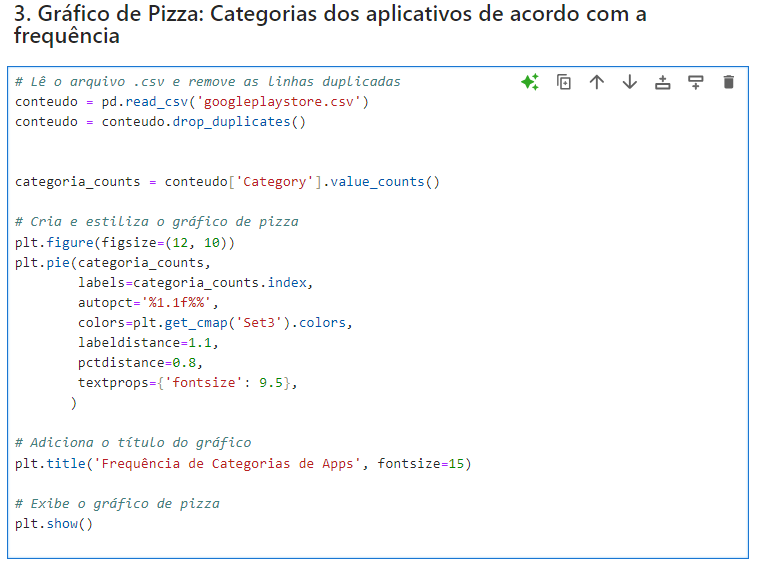 3. Gráfico de Pizza: Categorias dos aplicativos de acordo com a
frequência
# Lê o arquivo .csv e remove as linhas duplicadas
conteudo = pd.read_csv('googleplaystore.csv')
conteudo = conteudo.drop_duplicates()
categoria_counts = conteudo['Category'].value_counts()
# Cria e estiliza o gráfico de pizza
plt.figure(figsize=(12, 10))
plt.pie(categoria_counts,
        labels=categoria_counts.index,
        autopct='%1.1f%%',
        colors=plt.get_cmap('Set3').colors,
        labeldistance=1.1,
        pctdistance=0.8,
        textprops={'fontsize': 9.5},
       )
# Adiciona o título do gráfico
plt.title('Frequência de Categorias de Apps', fontsize=15)
# Exibe o gráfico de pizza
plt.show()